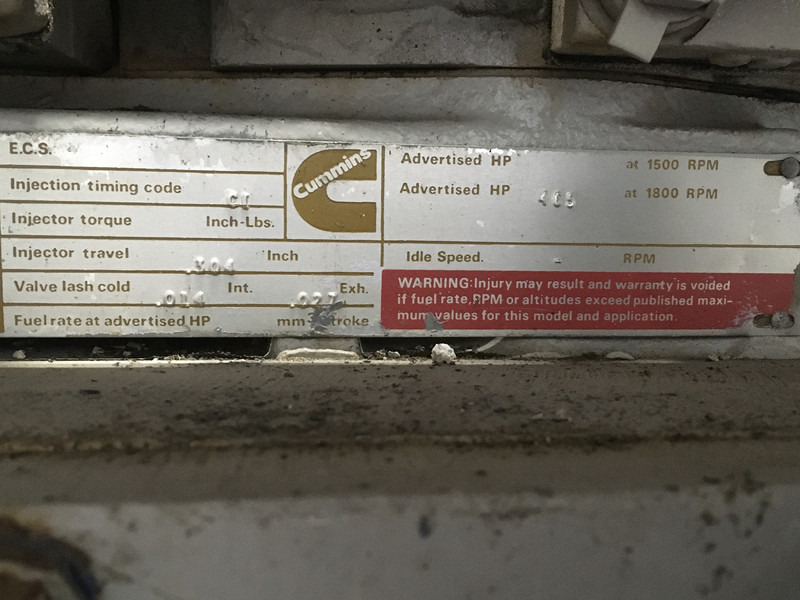 E.C.S.
Injection timing code CI
Injector torque Inch-Lbs.
Injector travel .304 Inch
Valve lash cold .014 Int. .027 Exh.
Fuel rate at advertised HP mm
Cummins
Advertised HP at 1500 RPM
Advertised HP at 1800 RPM
Idle Speed. - RPM
WARNING: Injury may result and warranty is voided
if fuel rate, RPM or altitudes exceed published maxi-
mum values for this model and application.